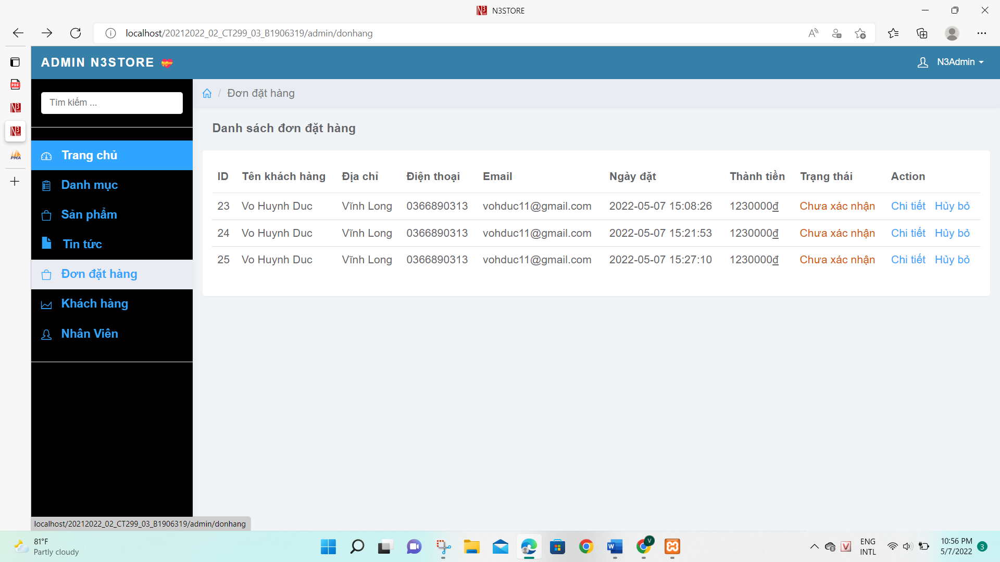 N3STORE
localhost/20212022_02_CT299_03_B1906319/admin/donhang
ADMIN N3STORE
N3Admin
Tìm kiếm ...
/ Đơn đặt hàng
Danh sách đơn đặt hàng
Trang chủ
Danh mục
Sản phẩm
Tin tức
Đơn đặt hàng
Khách hàng
Nhân Viên
ID Tên khách hàng Địa chỉ Điện thoại Email Ngày đặt Thành tiền Trạng thái Action
23 Vo Huynh Duc Vĩnh Long 0366890313 vohduc11@gmail.com 2022-05-07 15:08:26 1230000₫ Chưa xác nhận Chi tiết Hủy bỏ
24 Vo Huynh Duc Vĩnh Long 0366890313 vohduc11@gmail.com 2022-05-07 15:21:53 1230000₫ Chưa xác nhận Chi tiết Hủy bỏ
25 Vo Huynh Duc Vĩnh Long 0366890313 vohduc11@gmail.com 2022-05-07 15:27:10 1230000₫ Chưa xác nhận Chi tiết Hủy bỏ
localhost/20212022_02_CT299_03_B1906319/admin/donhang
81°F
Partly cloudy
ENG
INTL
10:56 PM
5/7/2022
3